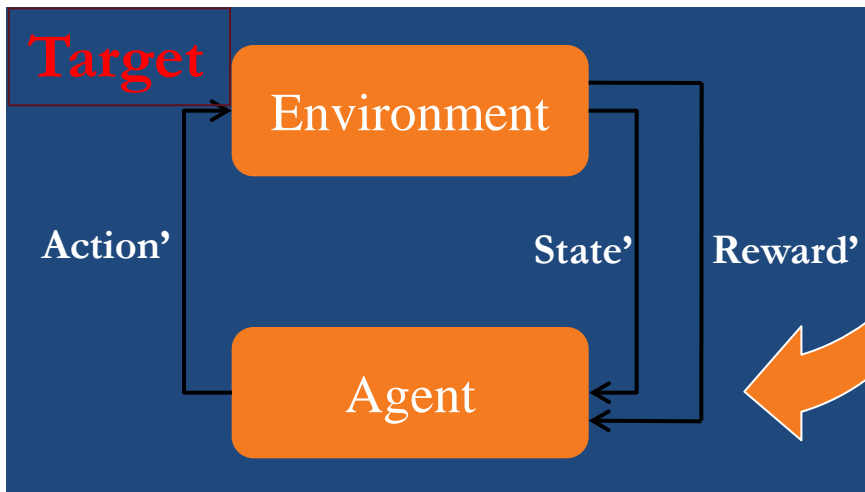 Target
Environment
Action’
State’
Reward’
Agent